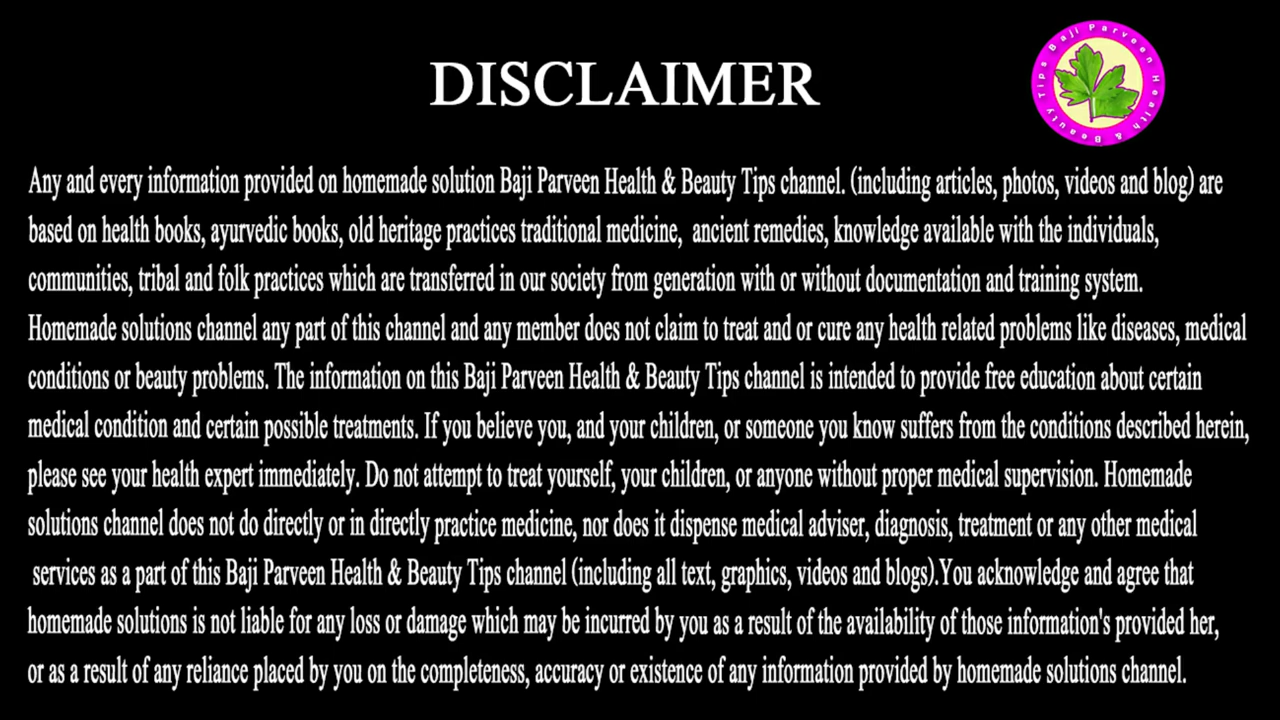 DISCLAIMER
Baji Parveen Health & Beauty Tips
Any and every information provided on homemade solution Baji Parveen Health & Beauty Tips channel. (including articles, photos, videos and blog) are
based on health books, ayurvedic books, old heritage practices traditional medicine, ancient remedies, knowledge available with the individuals,
communities, tribal and folk practices which are transferred in our society from generation with or without documentation and training system.
Homemade solutions channel any part of this channel and any member does not claim to treat and or cure any health related problems like diseases, medical
conditions or beauty problems. The information on this Baji Parveen Health & Beauty Tips channel is intended to provide free education about certain
medical condition and certain possible treatments. If you believe you, and your children, or someone you know suffers from the conditions described herein,
please see your health expert immediately. Do not attempt to treat yourself, your children, or anyone without proper medical supervision. Homemade
solutions channel does not do directly or in directly practice medicine, nor does it dispense medical adviser, diagnosis, treatment or any other medical
services as a part of this Baji Parveen Health & Beauty Tips channel (including all text, graphics, videos and blogs).You acknowledge and agree that
homemade solutions is not liable for any loss or damage which may be incurred by you as a result of the availability of those information's provided her,
or as a result of any reliance placed by you on the completeness, accuracy or existence of any information provided by homemade solutions channel.